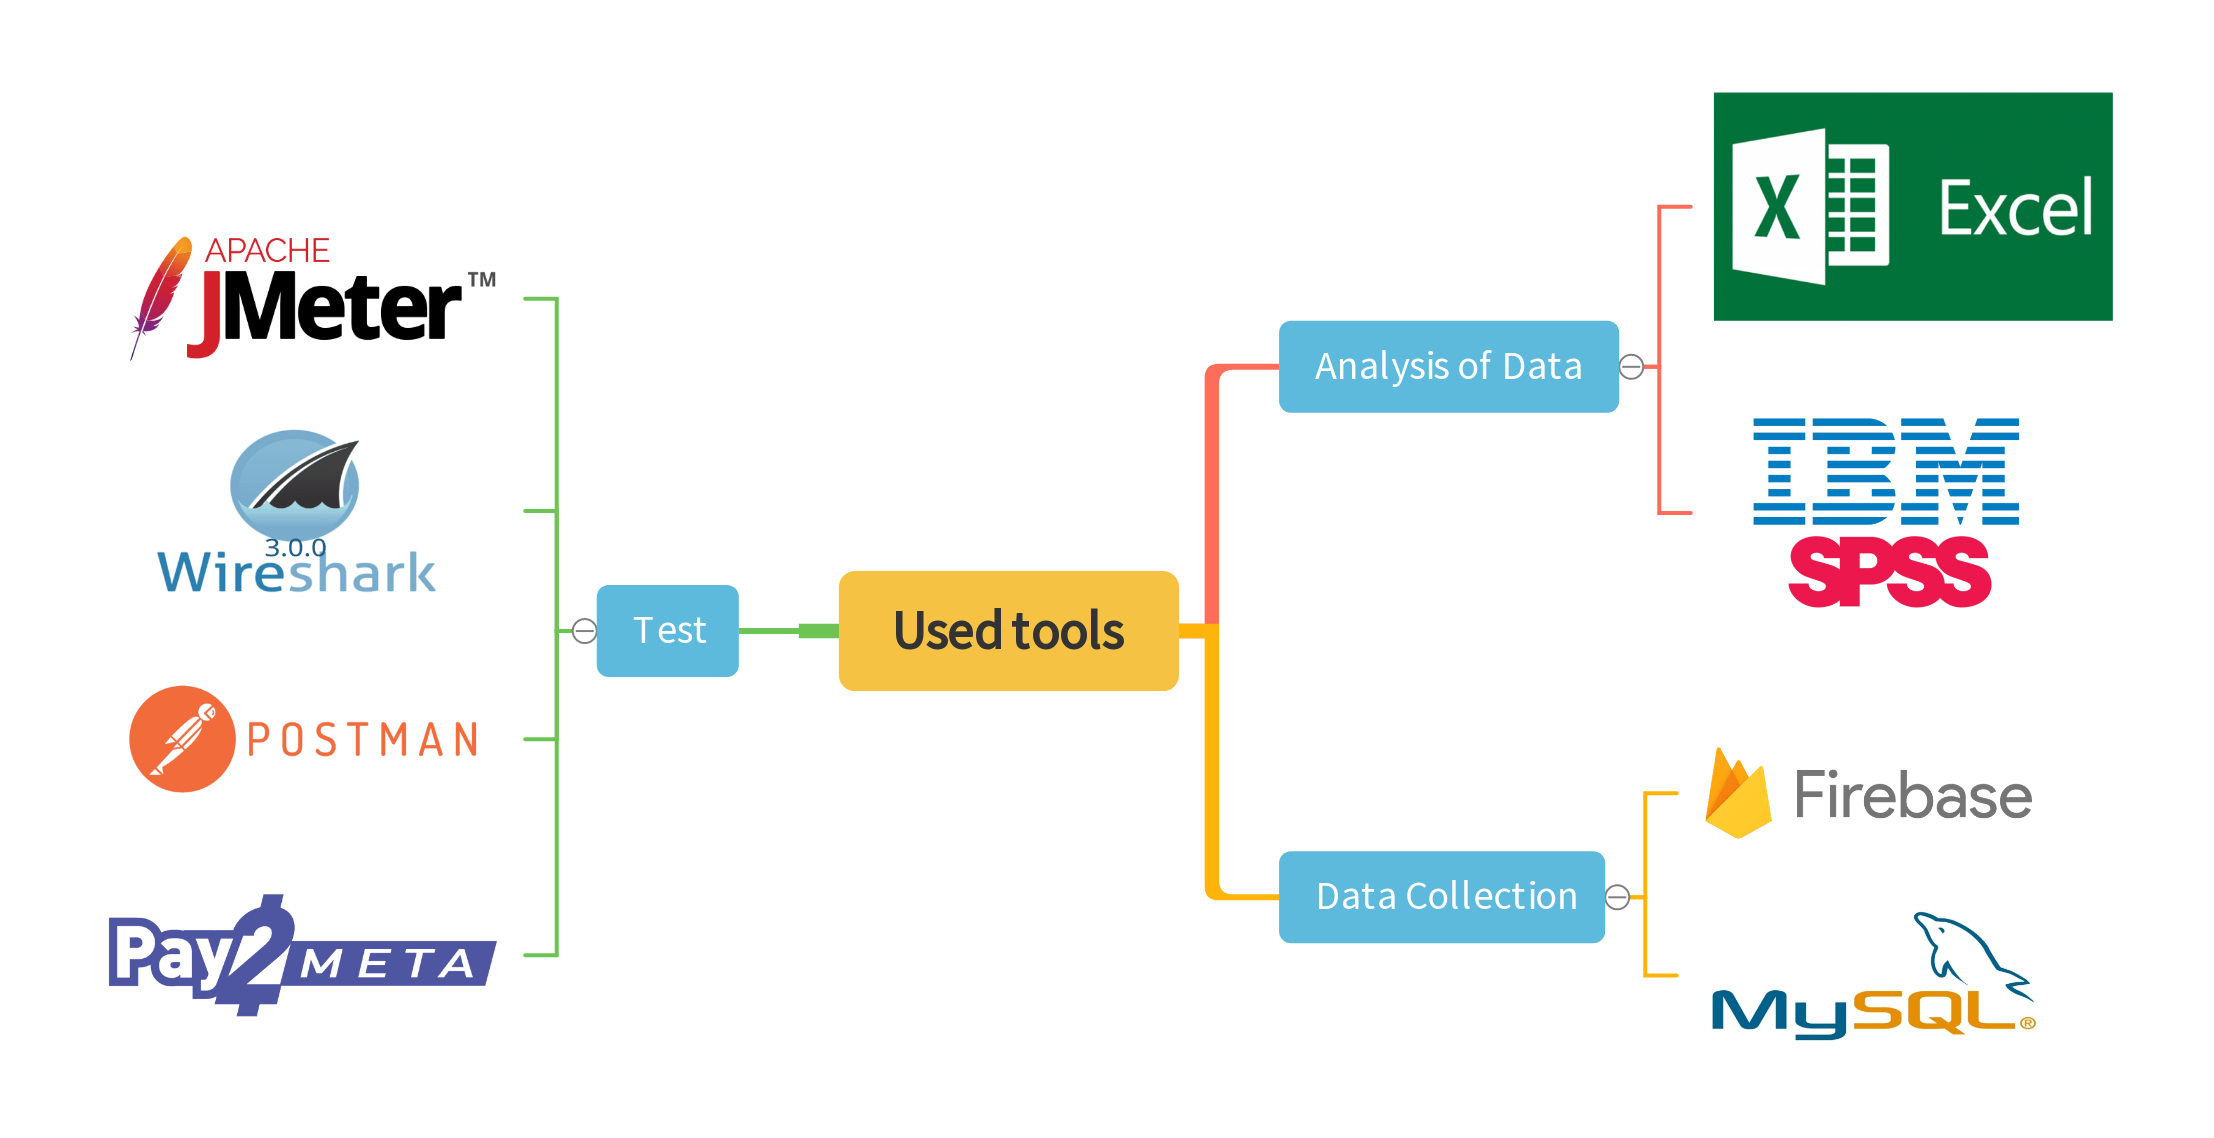 APACHE
JMeter™
3.0.0
Wireshark
POSTMAN
Pay2META
Test
Used tools
Analysis of Data
X Excel
IBM
SPSS
Data Collection
Firebase
MySQL®